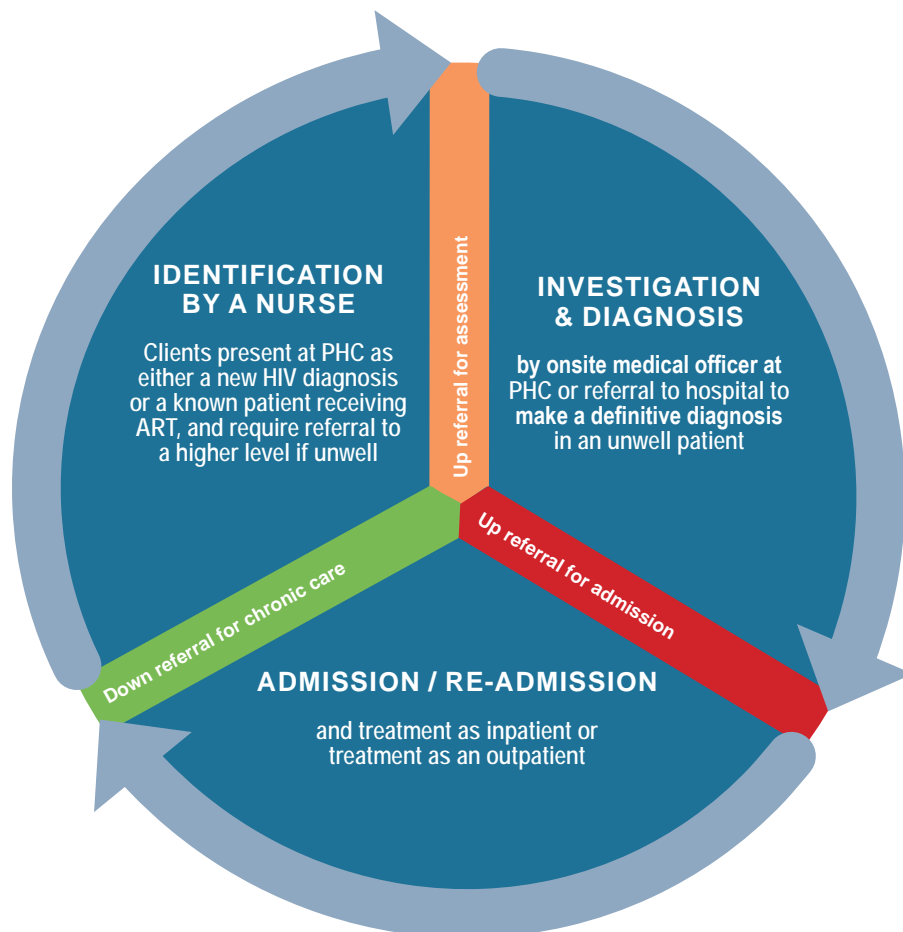 IDENTIFICATION
BY A NURSE
Clients present at PHC as
either a new HIV diagnosis
or a known patient receiving
ART, and require referral to
a higher level if unwell
Up referral for assessment
INVESTIGATION
& DIAGNOSIS
by onsite medical officer at
PHC or referral to hospital to
make a definitive diagnosis
in an unwell patient
Up referral for admission
ADMISSION / RE-ADMISSION
and treatment as inpatient or
treatment as an outpatient
Down referral for chronic care